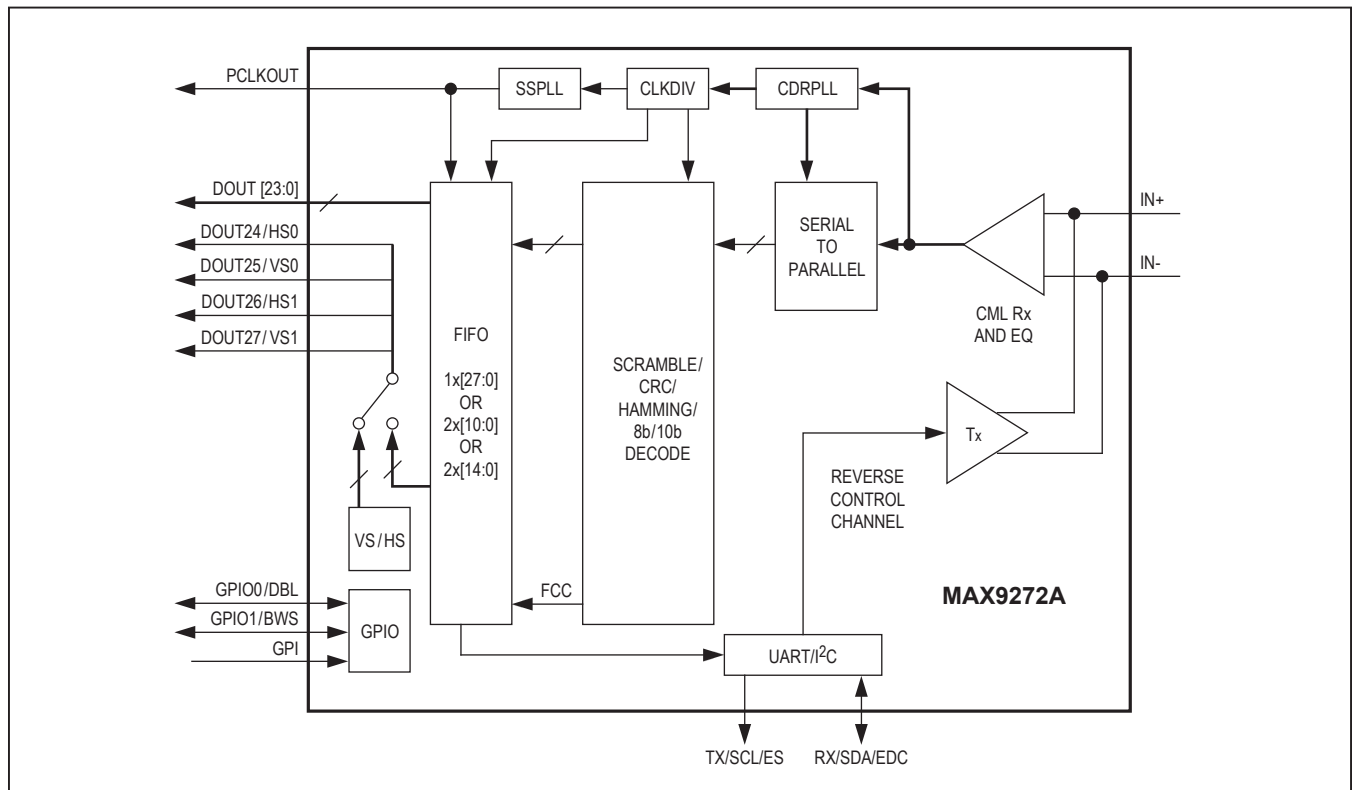 PCLKOUT
SSPLL
CLKDIV
CDRPLL
DOUT [23:0]
DOUT24/HS0
DOUT25/VS0
DOUT26/HS1
DOUT27/VS1
FIFO
1x[27:0]
OR
2x[10:0]
OR
2x[14:0]
SCRAMBLE/
CRC/
HAMMING/
8b/10b
DECODE
SERIAL
TO
PARALLEL
IN+
IN-
CML Rx
AND EQ
Tx
REVERSE
CONTROL
CHANNEL
VS/HS
MAX9272A
GPIO0/DBL
GPIO1/BWS
GPI
GPIO
FCC
UART/I²C
TX/SCL/ES
RX/SDA/EDC